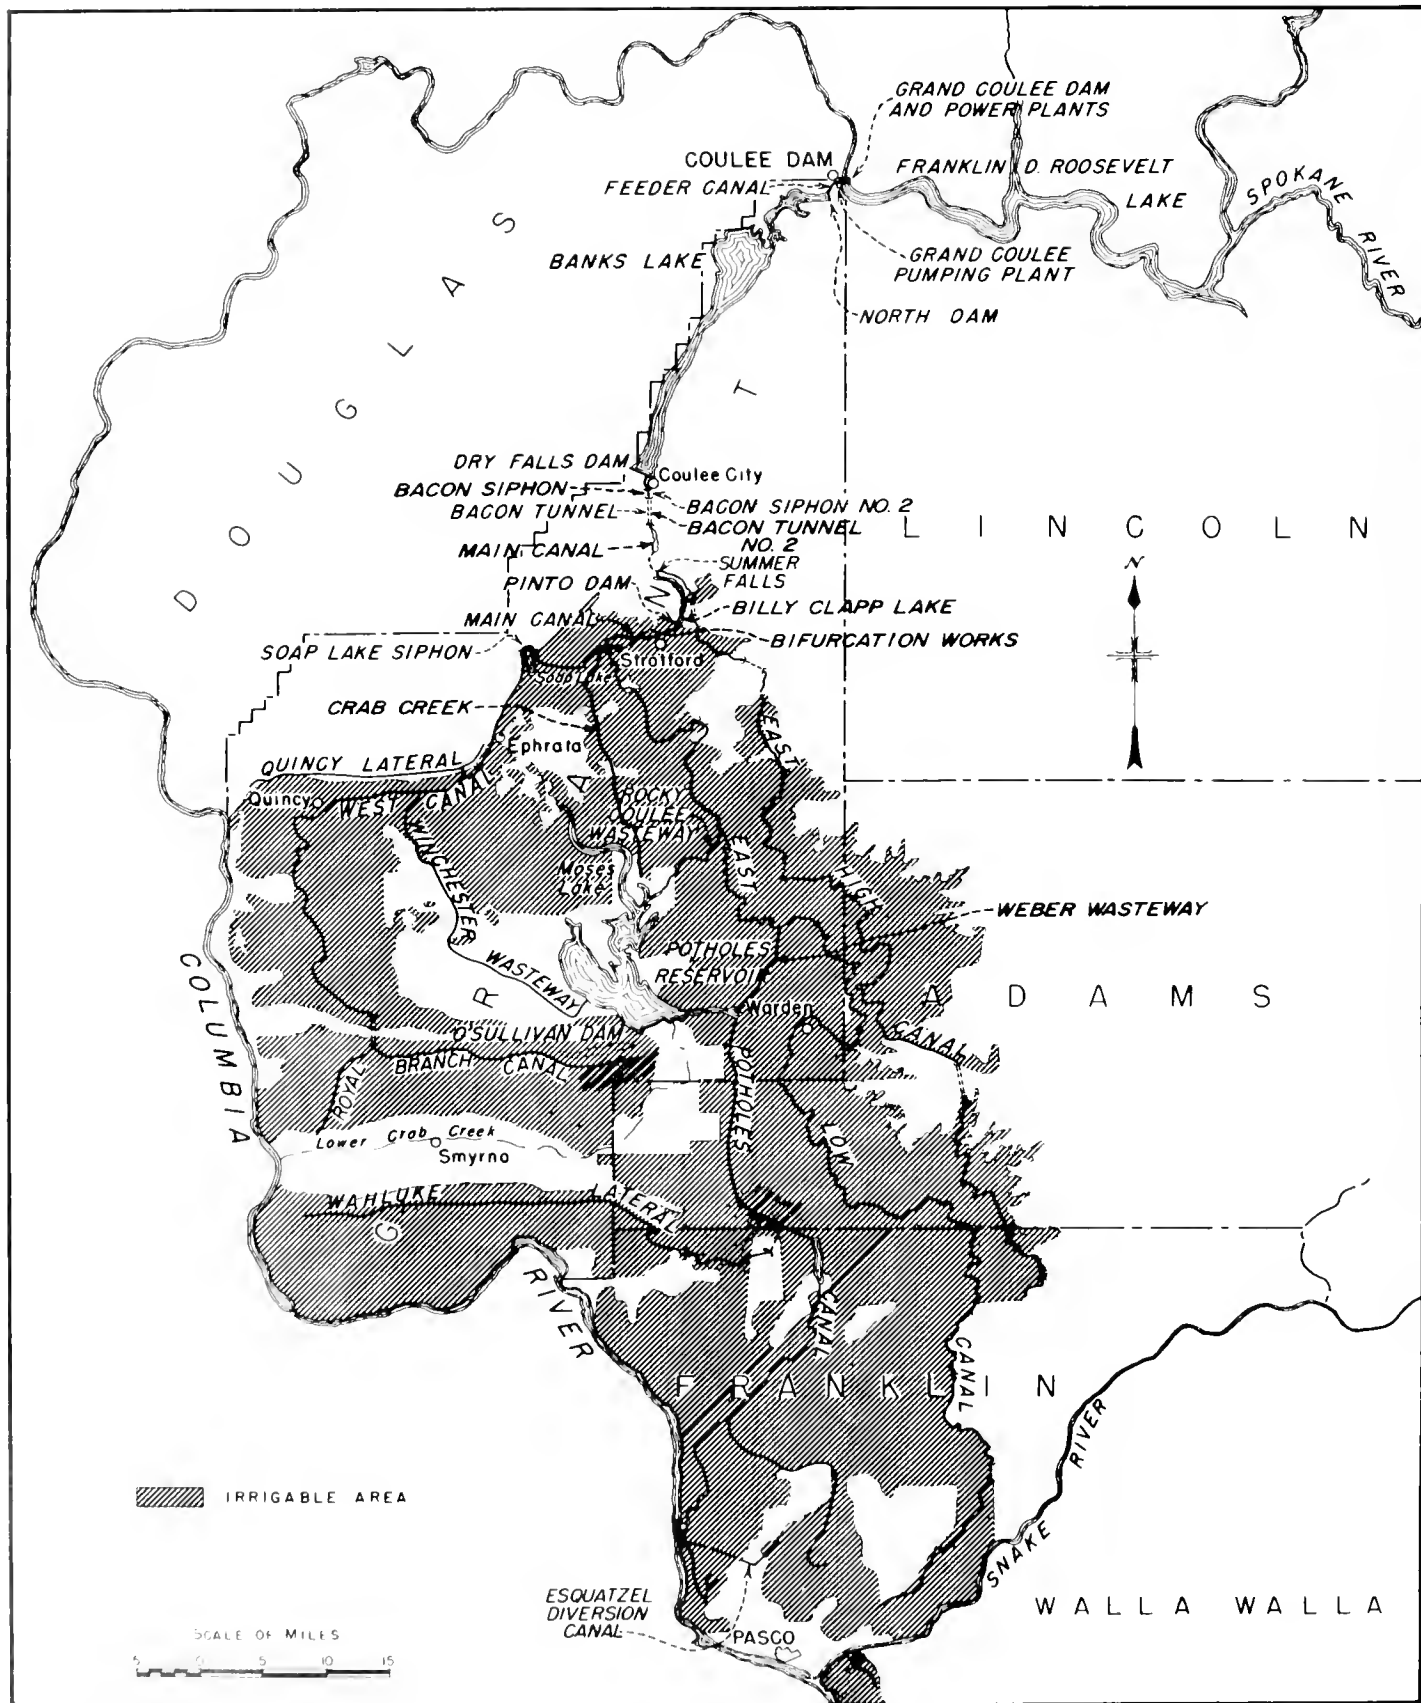 GRAND COULEE DAM
AND POWER PLANTS
COULEE DAM
FEEDER CANAL
FRANKLIN D. ROOSEVELT
LAKE
SPOKANE
RIVER
BANKS LAKE
GRAND COULEE
PUMPING PLANT
NORTH DAM
DOUGLAS
GRANT
DRY FALLS DAM
Coulee City
BACON SIPHON
BACON SIPHON NO. 2
BACON TUNNEL
BACON TUNNEL
NO. 2
LINCOLN
MAIN CANAL
SUMMER
FALLS
N
PINTO DAM
BILLY CLAPP LAKE
MAIN CANAL
BIFURCATION WORKS
SOAP LAKE SIPHON
Stratford
Soap Lake
CRAB CREEK
Ephrata
EAST
QUINCY LATERAL
Quincy
WEST
CANAL
ROCKY
COULEE
WASTEWAY
WINCHESTER
WASTEWAY
EAST
HIGH
Moses
Lake
WEBER WASTEWAY
POTHOLES
RESERVOIR
COLUMBIA
Warden
ADAMS
O'SULLIVAN DAM
CANAL
ROYAL
BRANCH
CANAL
POTHOLES
LOW
Lower Crab Creek
Smyrna
WAHLUKE
LATERAL
RIVER
CANAL
CANAL
FRANKLIN
RIVER
SNAKE
IRRIGABLE AREA
WALLA WALLA
ESQUATZEL
DIVERSION
CANAL
PASCO
SCALE OF MILES
5 0 5 10 15